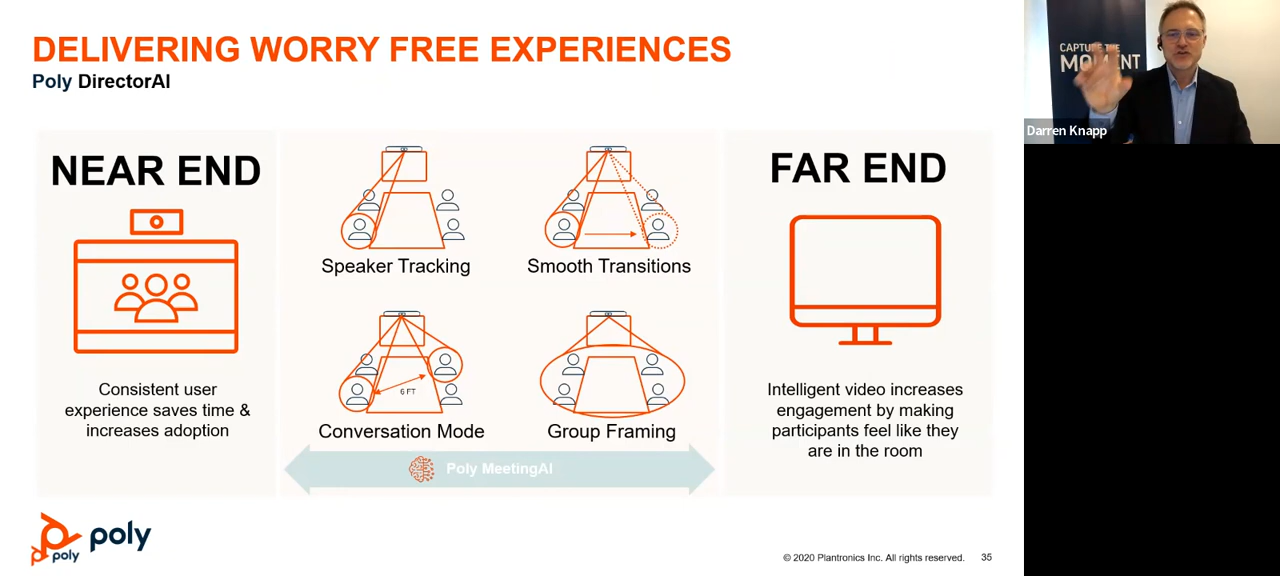 DELIVERING WORRY FREE EXPERIENCES
Poly DirectorAI
NEAR END
Consistent user
experience saves time &
increases adoption
Speaker Tracking
Smooth Transitions
6 FT
Conversation Mode
Group Framing
Poly MeetingAI
FAR END
Intelligent video increases
engagement by making
participants feel like they
are in the room
poly
poly
© 2020 Plantronics Inc. All rights reserved.
35
CAPTURE THE
MOMENT
Darren Knapp